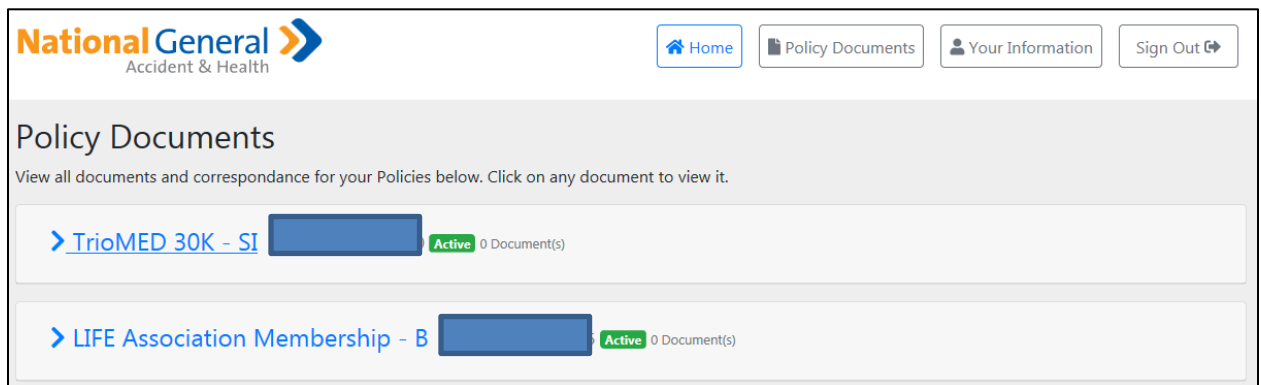 National General
Accident & Health
Home
Policy Documents
Your Information
Sign Out
Policy Documents
View all documents and correspondance for your Policies below. Click on any document to view it.
TrioMED 30K - SI Active 0 Document(s)
LIFE Association Membership - B Active 0 Document(s)